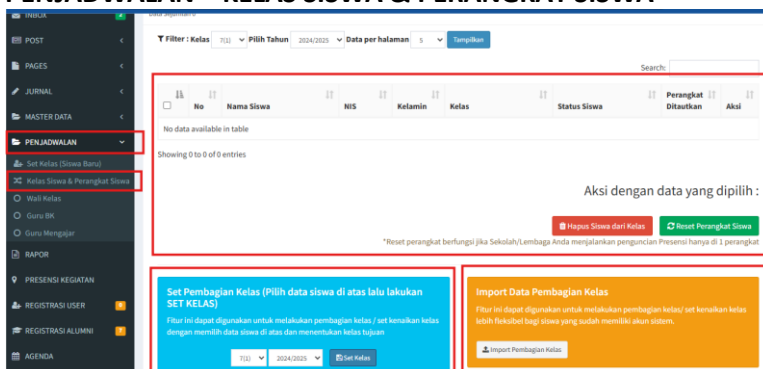 PENJADWALAN – KELAS SISWA & PERANGKAT SISWA
INBOX
POST
PAGES
JURNAL
MASTER DATA
PENJADWALAN
Set Kelas (Siswa Baru)
Kelas Siswa & Perangkat Siswa
Wali Kelas
Guru BK
Guru Mengajar
RAPOR
PRESENSI KEGIATAN
REGISTRASI USER
REGISTRASI ALUMNI
AGENDA
Filter : Kelas 7(1) Pilih Tahun 2024/2025 Data per halaman 5 Tampilkan
Search:
No Nama Siswa NIS Kelamin Kelas Status Siswa Perangkat Ditautkan Aksi
No data available in table
Showing 0 to 0 of 0 entries
Aksi dengan data yang dipilih :
Hapus Siswa dari Kelas Reset Perangkat Siswa
*Reset perangkat berfungsi jika Sekolah/Lembaga Anda menjalankan penguncian Presensi hanya di 1 perangkat
Set Pembagian Kelas (Pilih data siswa di atas lalu lakukan
SET KELAS)
Fitur ini dapat digunakan untuk melakukan pembagian kelas / set kenaikan kelas
dengan memilih data siswa di atas dan menentukan kelas tujuan
7(1) 2024/2025 Set Kelas
Import Data Pembagian Kelas
Fitur ini dapat digunakan untuk melakukan pembagian kelas/ set kenaikan kelas
lebih fleksibel bagi siswa yang sudah memiliki akun sistem.
Import Pembagian Kelas